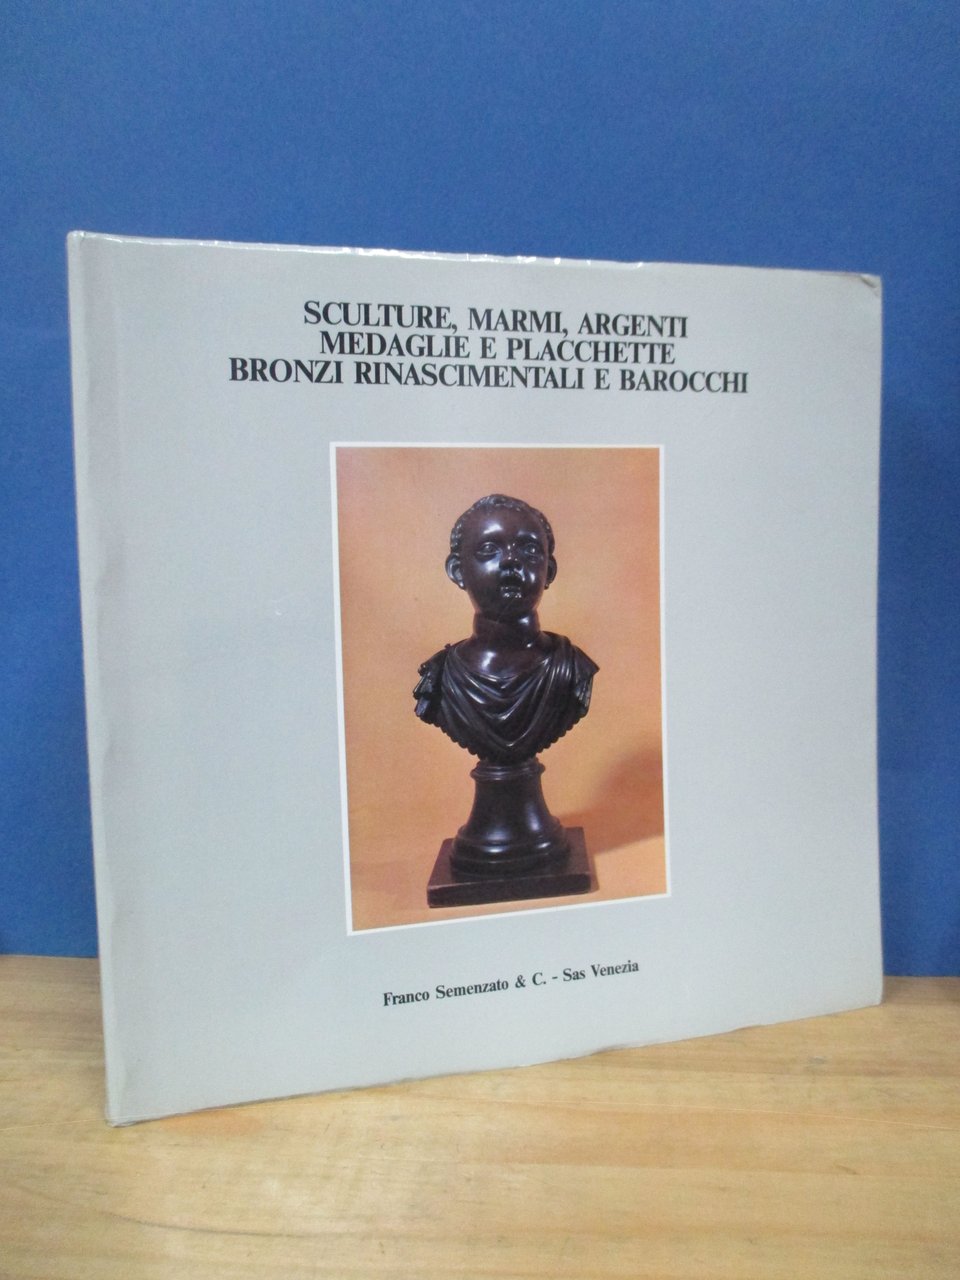 SCULTURE, MARMI, ARGENTI
MEDAGLIE E PLACCHETTE
BRONZI RINASCIMENTALI E BAROCCHI
Franco Semenzato & C. - Sas Venezia